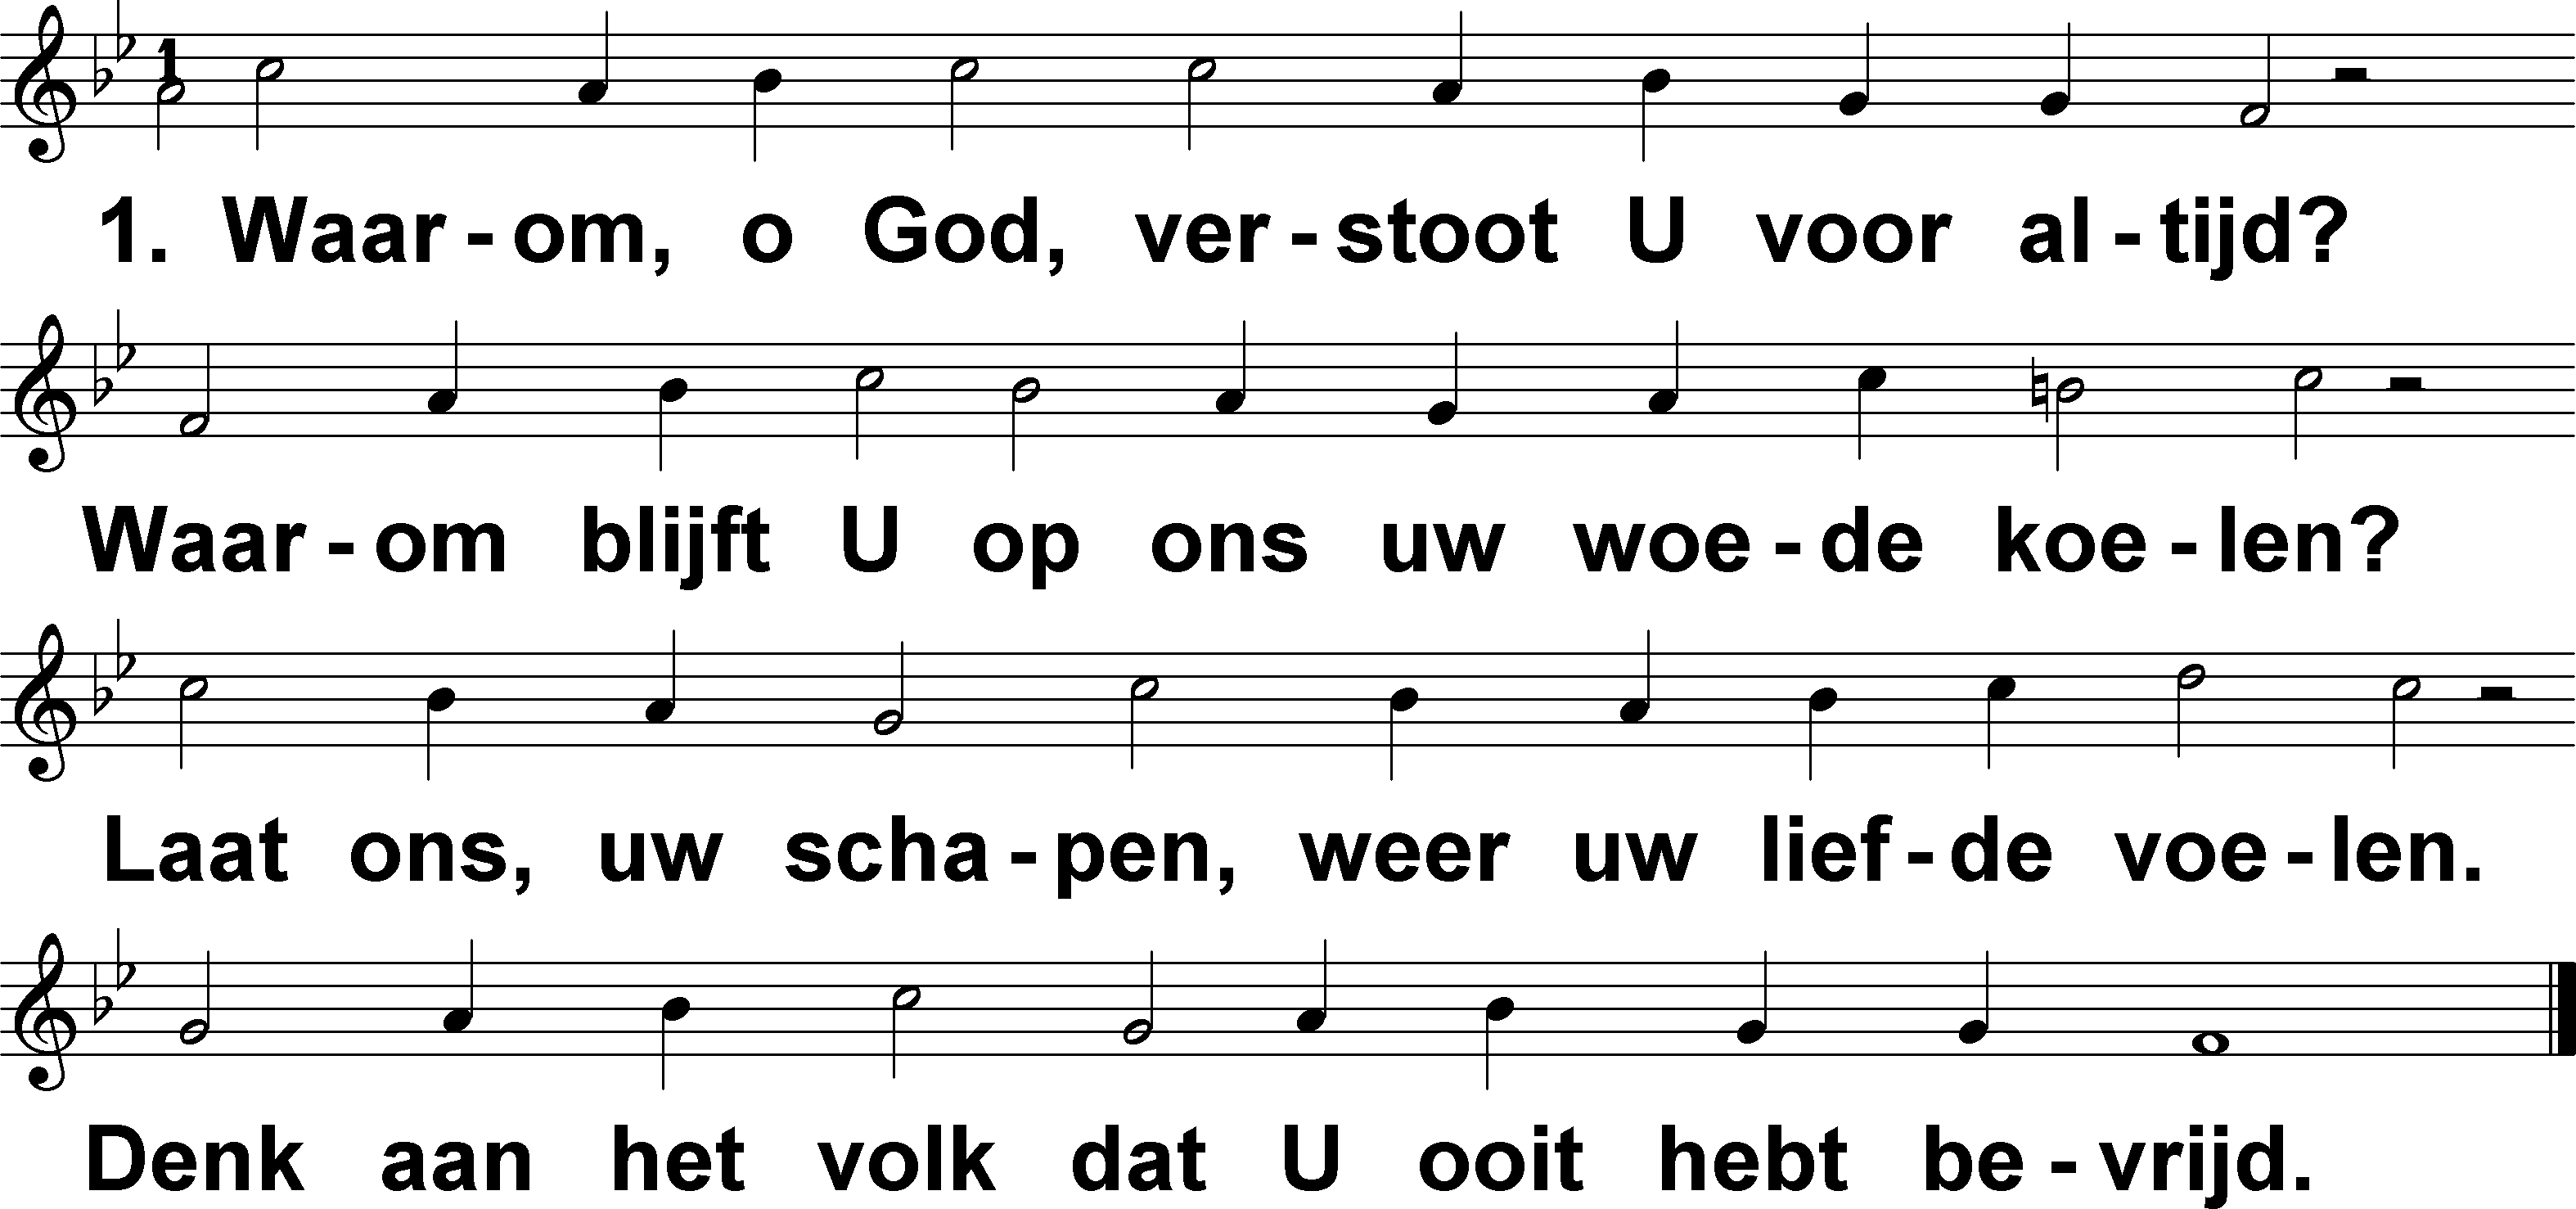 1. Waar-om, o God, ver-stoot U voor al-tijd?
Waar-om blijft U op ons uw woe-de koe-len?
Laat ons, uw scha-pen, weer uw lief-de voe-len.
Denk aan het volk dat U ooit hebt be-vrijd.